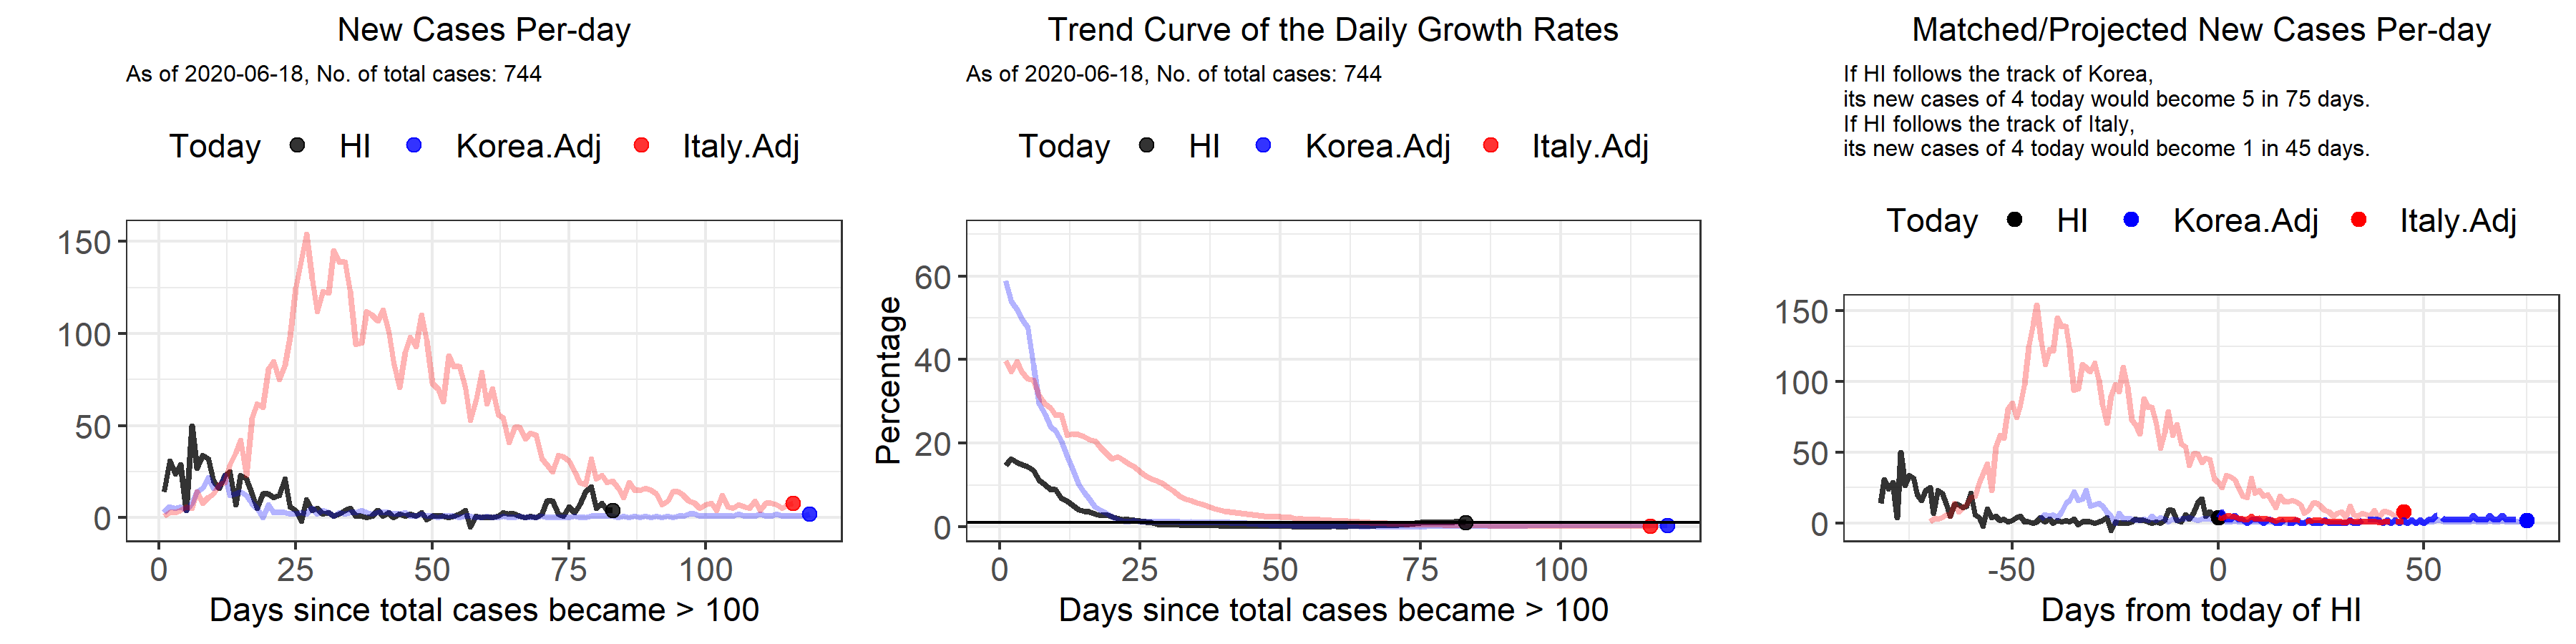 New Cases Per-day
As of 2020-06-18, No. of total cases: 744
Today HI Korea.Adj Italy.Adj
150
100
50
0
0 25 50 75 100
Days since total cases became > 100
Trend Curve of the Daily Growth Rates
As of 2020-06-18, No. of total cases: 744
Today HI Korea.Adj Italy.Adj
Percentage
60
40
20
0
0 25 50 75 100
Days since total cases became > 100
Matched/Projected New Cases Per-day
If HI follows the track of Korea,
its new cases of 4 today would become 5 in 75 days.
If HI follows the track of Italy,
its new cases of 4 today would become 1 in 45 days.
Today HI Korea.Adj Italy.Adj
150
100
50
0
-50 0 50
Days from today of HI